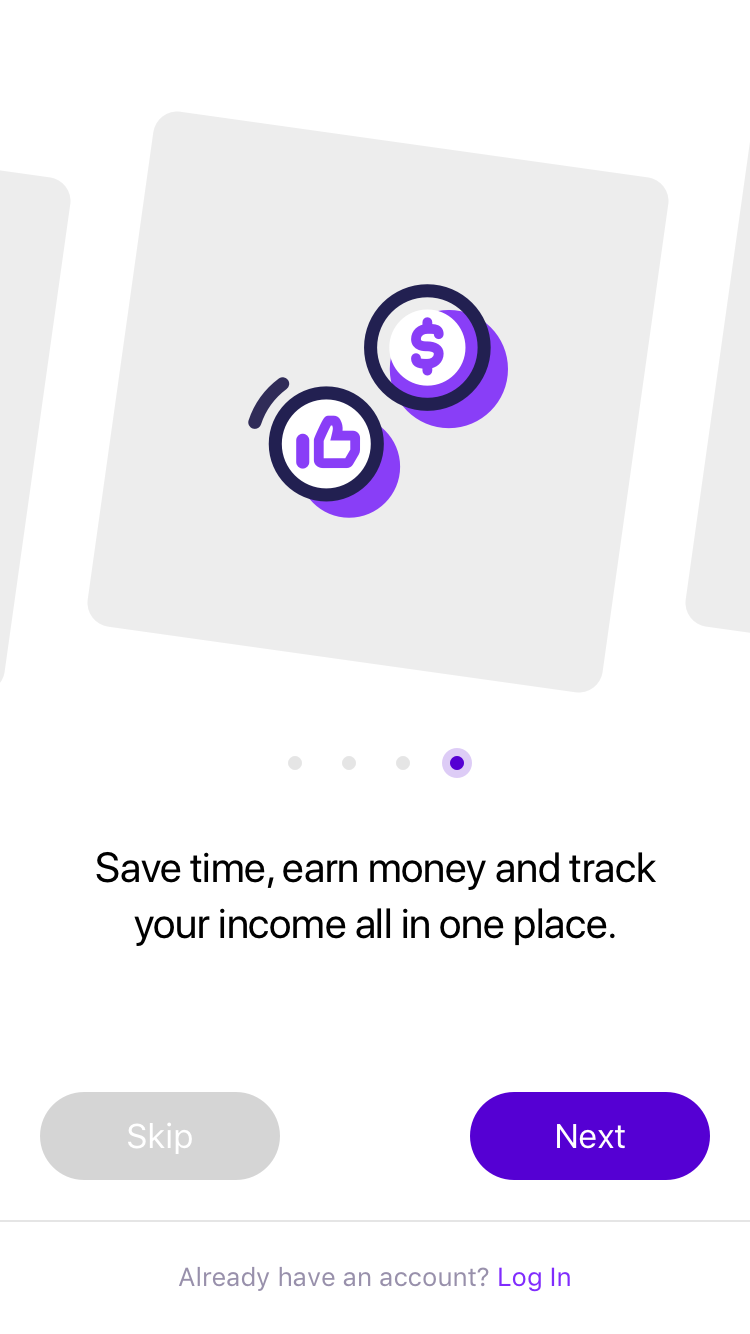 $
Save time, earn money and track
your income all in one place.
Skip
Next
Already have an account? Log In